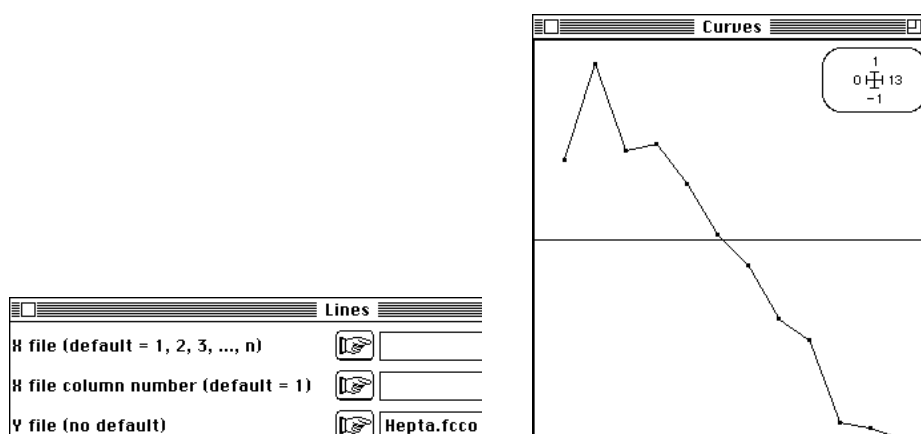 Curves
1
0 13
-1
Lines
X file (default = 1, 2, 3, ..., n)
X file column number (default = 1)
Y file (no default)
Hepta.fcco